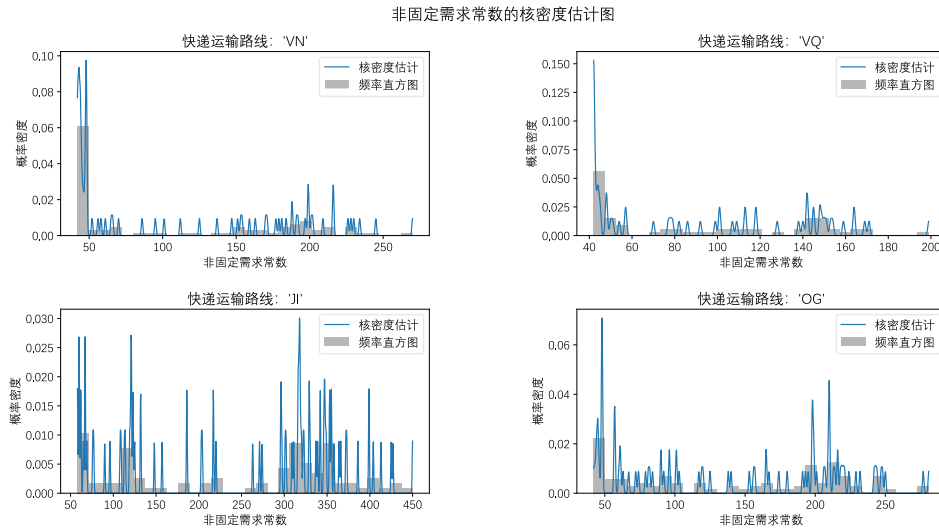 非固定需求常数的核密度估计图
快递运输路线：'VN'
概率密度
0.10
0.08
0.06
0.04
0.02
0.00
核密度估计
频率直方图
50 100 150 200 250
非固定需求常数
快递运输路线：'VQ'
概率密度
0.150
0.125
0.100
0.075
0.050
0.025
0.000
核密度估计
频率直方图
40 60 80 100 120 140 160 180 200
非固定需求常数
快递运输路线：'JI'
概率密度
0.030
0.025
0.020
0.015
0.010
0.005
0.000
核密度估计
频率直方图
50 100 150 200 250 300 350 400 450
非固定需求常数
快递运输路线：'OG'
概率密度
0.06
0.04
0.02
0.00
核密度估计
频率直方图
50 100 150 200 250
非固定需求常数